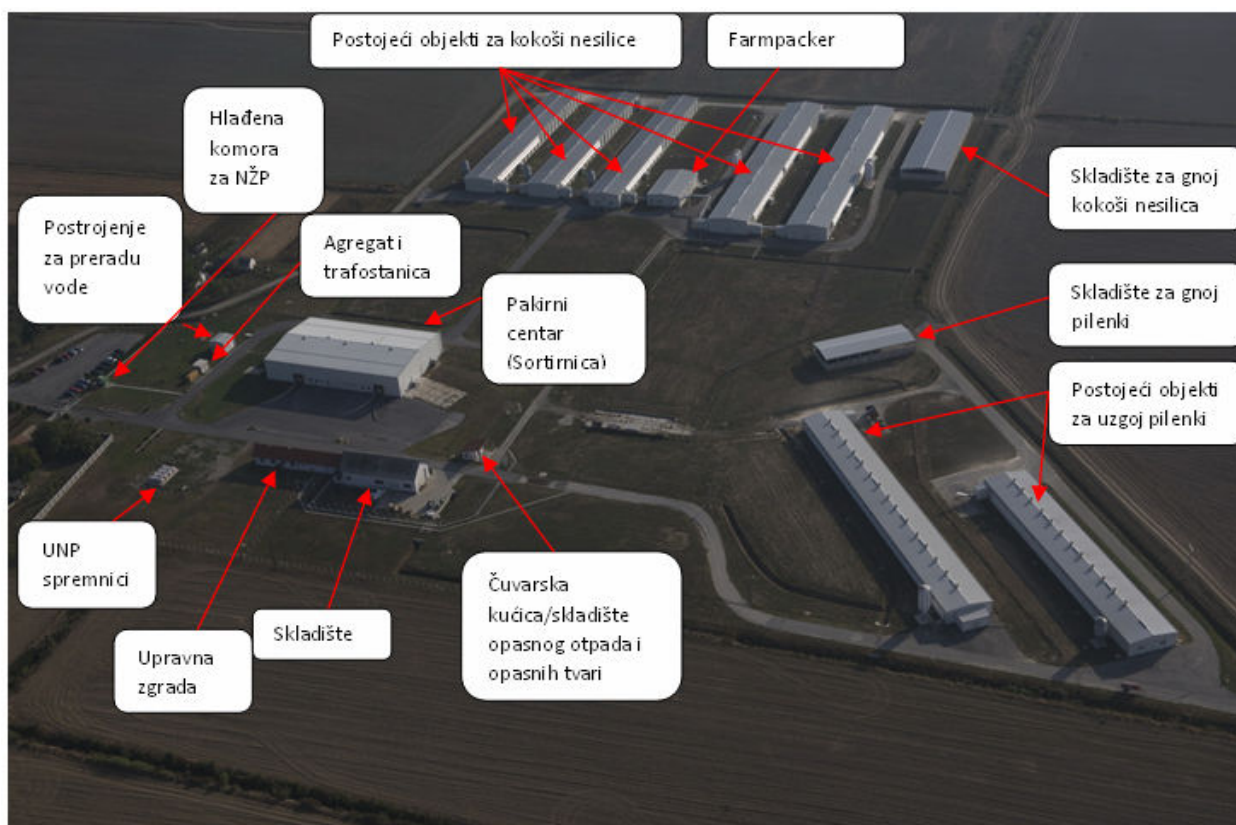 Postojeći objekti za kokoši nesilice
Farmpacker
Hlađena
komora
za NŽP
Skladište za gnoj
kokoši nesilica
Postrojenje
za preradu
vode
Agregat i
trafostanica
Pakirni
centar
(Sortirnica)
Skladište za gnoj
pilenki
Postojeći objekti
za uzgoj pilenki
UNP
spremnici
Upravna
zgrada
Skladište
Čuvarska
kućica/skladište
opasnog otpada i
opasnih tvari